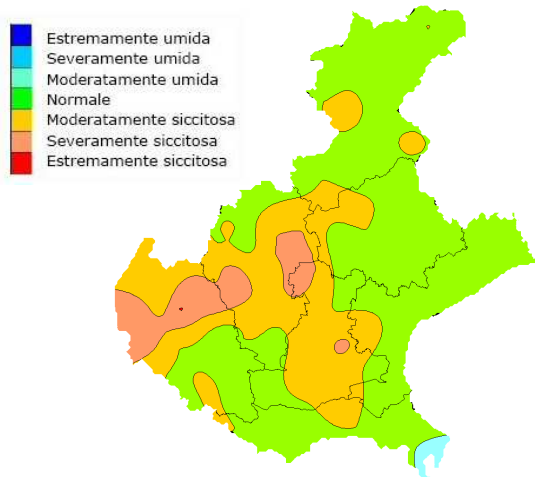 Estremamente umida
Severamente umida
Moderatamente umida
Normale
Moderatamente siccitosa
Severamente siccitosa
Estremamente siccitosa